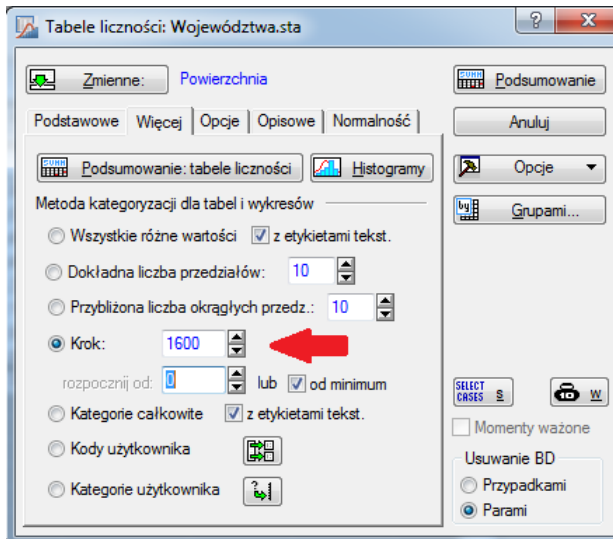 Tabele liczności: Województwa.sta
Zmienne: Powierzchnia
Podsumowanie
Podstawowe Więcej Opcje Opisowe Normalność
Anuluj
Podsumowanie: tabele liczności Histogramy
Opcje
Metoda kategoryzacji dla tabel i wykresów
Grupami...
Wszystkie różne wartości z etykietami tekst.
Dokładna liczba przedziałów: 10
Przybliżona liczba okrągłych przedz.: 10
Krok: 1600
rozpocznij od: 0 lub od minimum
SELECT CASES S W
Kategorie całkowite z etykietami tekst.
Momenty ważone
Kody użytkownika
Usuwanie BD
Przypadkami
Kategorie użytkownika
Parami